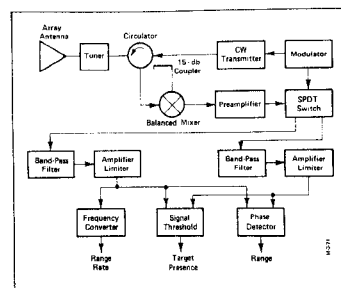 Array
Antenna
Circulator
Tuner
15-db
Coupler
CW
Transmitter
Modulator
Balanced Mixer
Preamplifier
SPDT
Switch
Band-Pass
Filter
Amplifier
Limiter
Band-Pass
Filter
Amplifier
Limiter
Frequency
Converter
Signal
Threshold
Phase
Detector
Range
Rate
Target
Presence
Range